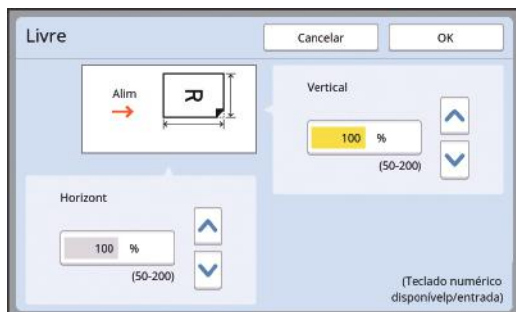 Livre
Cancelar
OK
Alim
R
Vertical
100 %
(50-200)
Horizont
100 %
(50-200)
(Teclado numérico
disponívelp/entrada)